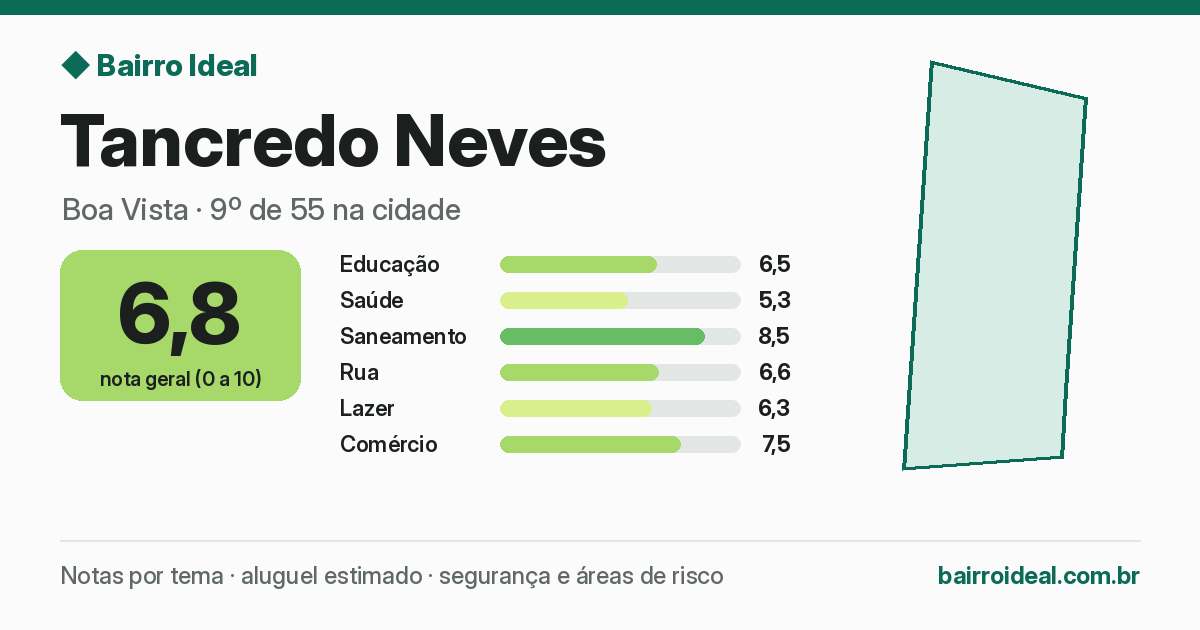 Bairro Ideal
Tancredo Neves
Boa Vista · 9º de 55 na cidade
6,8
nota geral (0 a 10)
Educação 6,5
Saúde 5,3
Saneamento 8,5
Rua 6,6
Lazer 6,3
Comércio 7,5
Notas por tema · aluguel estimado · segurança e áreas de risco
bairroideal.com.br